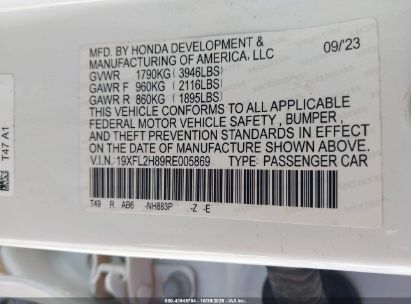 MFD. BY HONDA DEVELOPMENT & 09/23
MANUFACTURING OF AMERICA, LLC
GVWR 1790KG (3946LBS)
GAWR F 960KG (2116LBS)
GAWR R 860KG (1895LBS)
THIS VEHICLE CONFORMS TO ALL APPLICABLE
FEDERAL MOTOR VEHICLE SAFETY , BUMPER ,
AND THEFT PREVENTION STANDARDS IN EFFECT
ON THE DATE OF MANUFACTURE SHOWN ABOVE.
V.I.N: 19XFL2H89RE005869 TYPE: PASSENGER CAR
T49 R AB6 -NH883P -Z -E
T47 A1